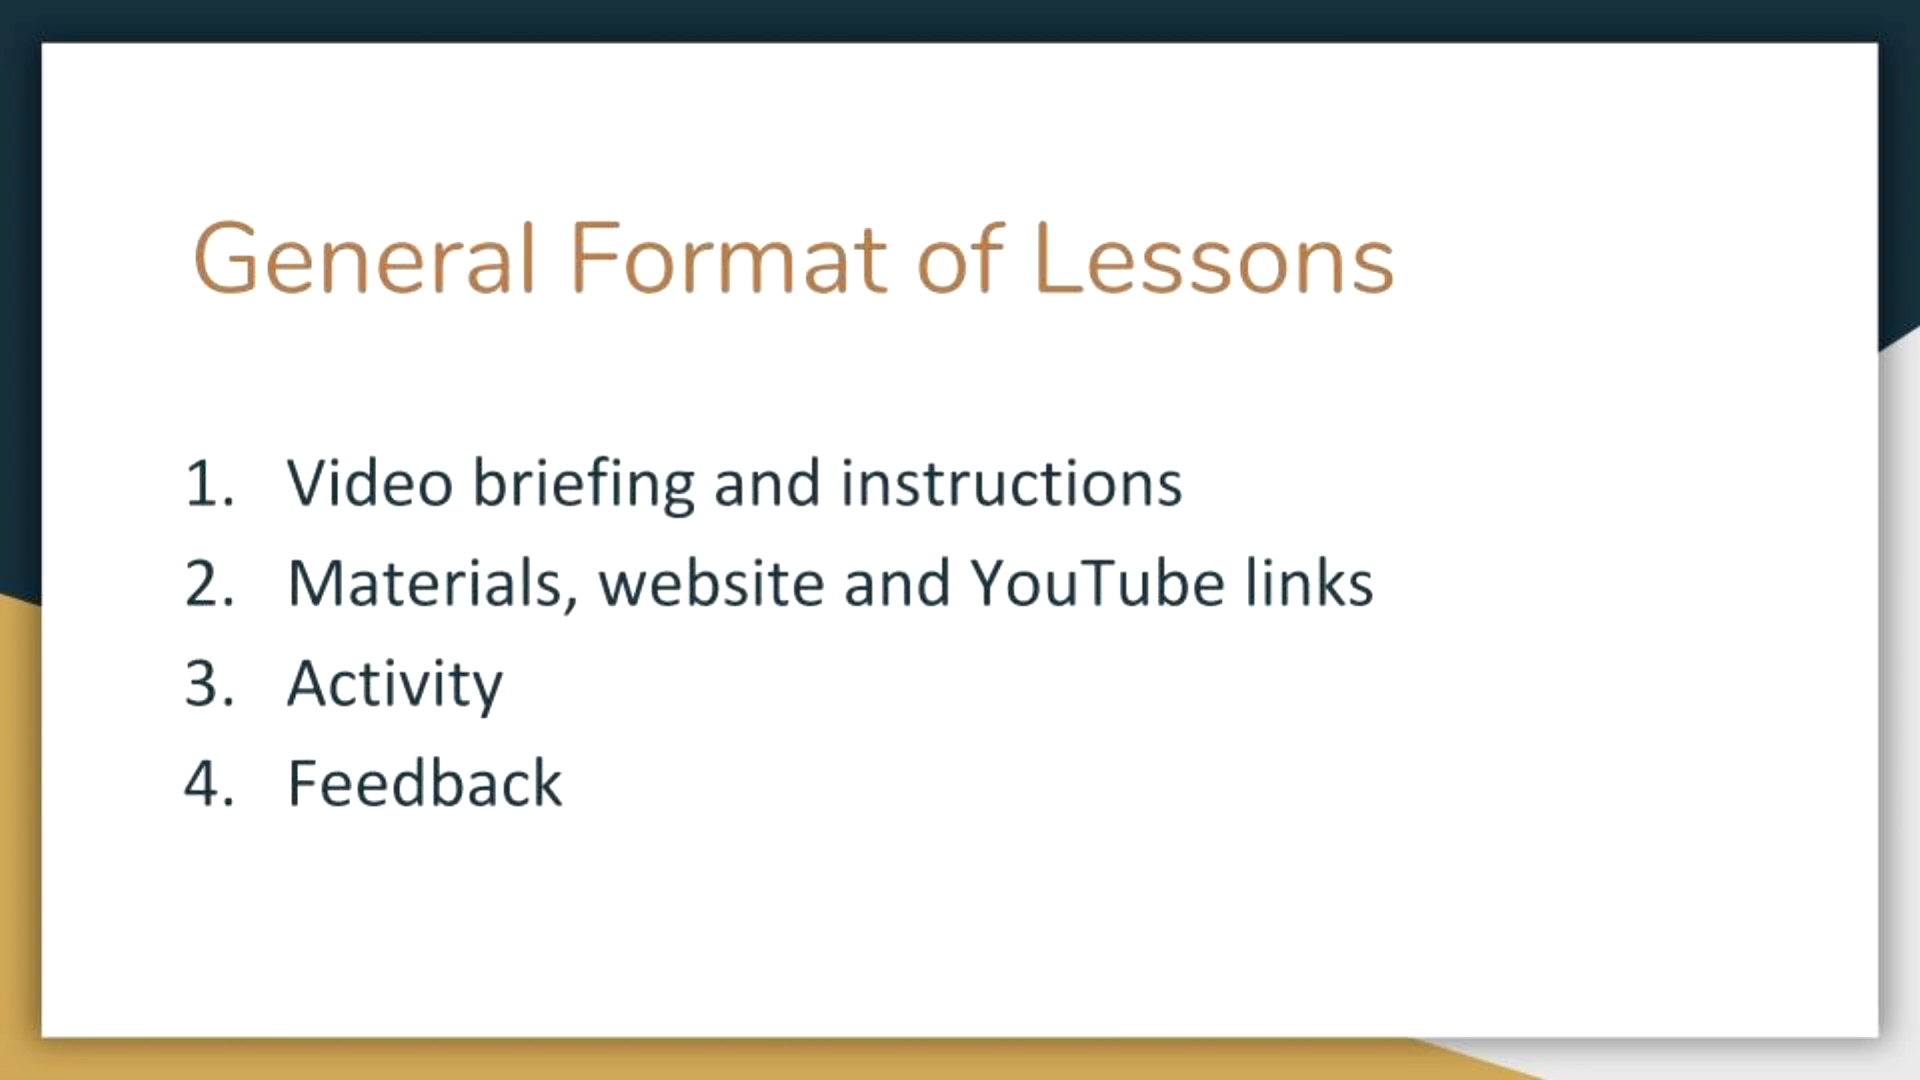 General Format of Lessons
1. Video briefing and instructions
2. Materials, website and YouTube links
3. Activity
4. Feedback